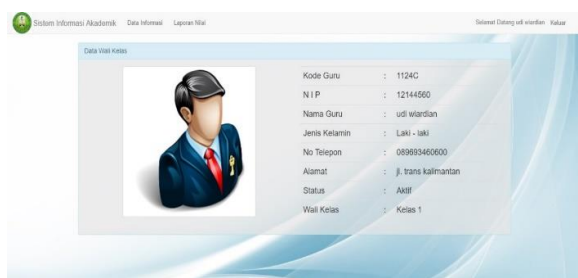 Sistem Informasi Akademik Data Informasi Laporan Nilai Selamat Datang udi wiardian Keluar
Data Wali Kelas
Kode Guru : 1124C
N I P : 12144560
Nama Guru : udi wiardian
Jenis Kelamin : Laki - laki
No Telepon : 089693460600
Alamat : jl. trans kalimantan
Status : Aktif
Wali Kelas : Kelas 1